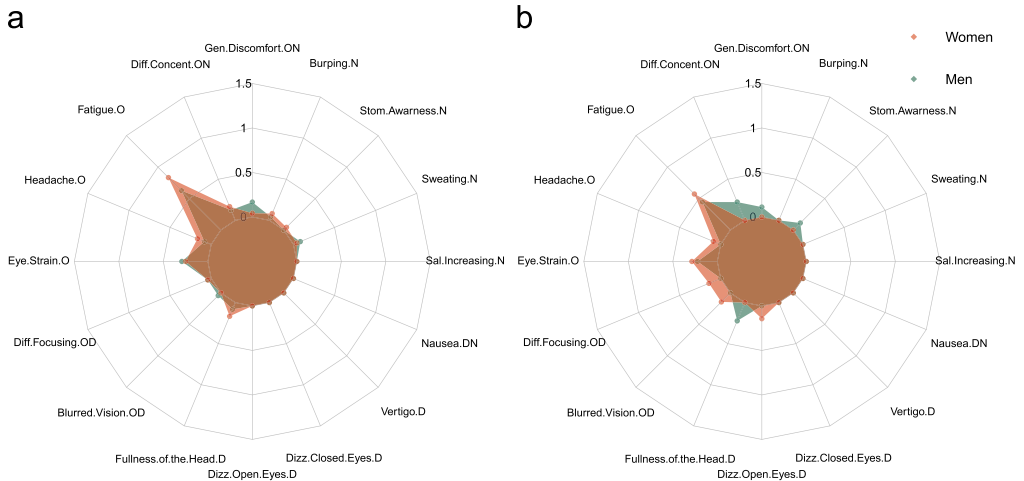 a
Gen.Discomfort.ON
Diff.Concent.ON
Burping.N
1.5
Fatigue.O
Stom.Awarness.N
1
Headache.O
0.5
Sweating.N
0
Eye.Strain.O
Sal.Increasing.N
Diff.Focusing.OD
Nausea.DN
Blurred.Vision.OD
Vertigo.D
Fullness.of.the.Head.D
Dizz.Closed.Eyes.D
Dizz.Open.Eyes.D
b
Women
Men
Gen.Discomfort.ON
Diff.Concent.ON
Burping.N
1.5
Fatigue.O
Stom.Awarness.N
1
Headache.O
0.5
Sweating.N
0
Eye.Strain.O
Sal.Increasing.N
Diff.Focusing.OD
Nausea.DN
Blurred.Vision.OD
Vertigo.D
Fullness.of.the.Head.D
Dizz.Closed.Eyes.D
Dizz.Open.Eyes.D